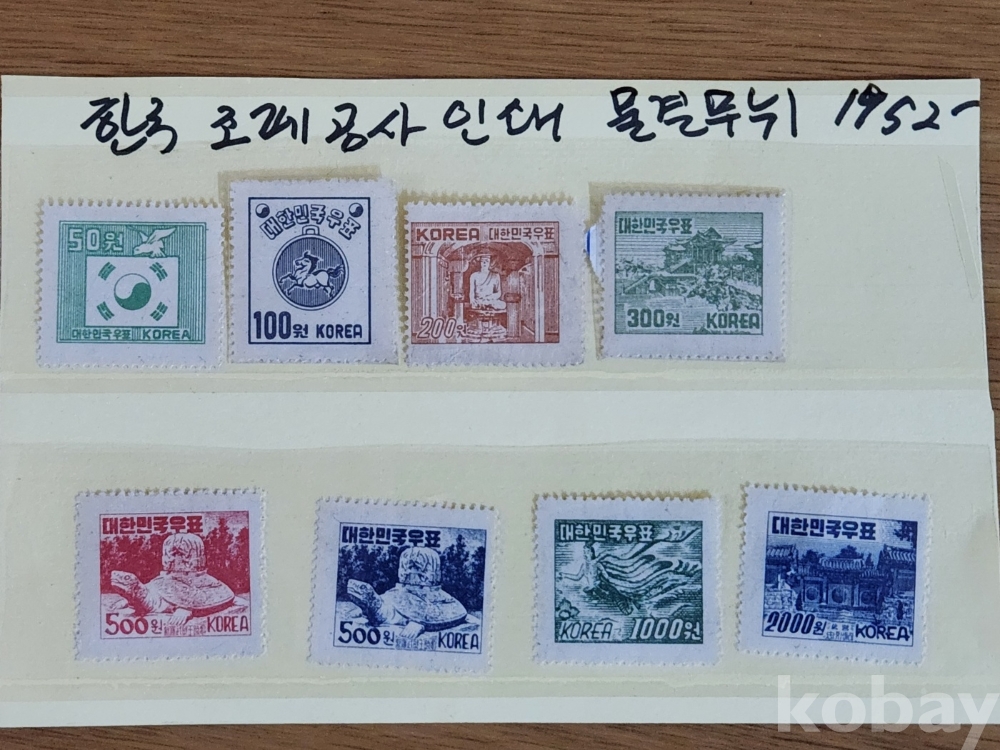 한국 조폐공사 인쇄 물결무늬 1952-
50원
대한민국우표 KOREA
대한민국우표
100원 KOREA
KOREA 대한민국우표
200원
대한민국우표
300원 KOREA
대한민국우표
500원 KOREA
대한민국우표
500원 KOREA
대한민국우표
KOREA 1000원
대한민국우표
2000원 KOREA
kobay